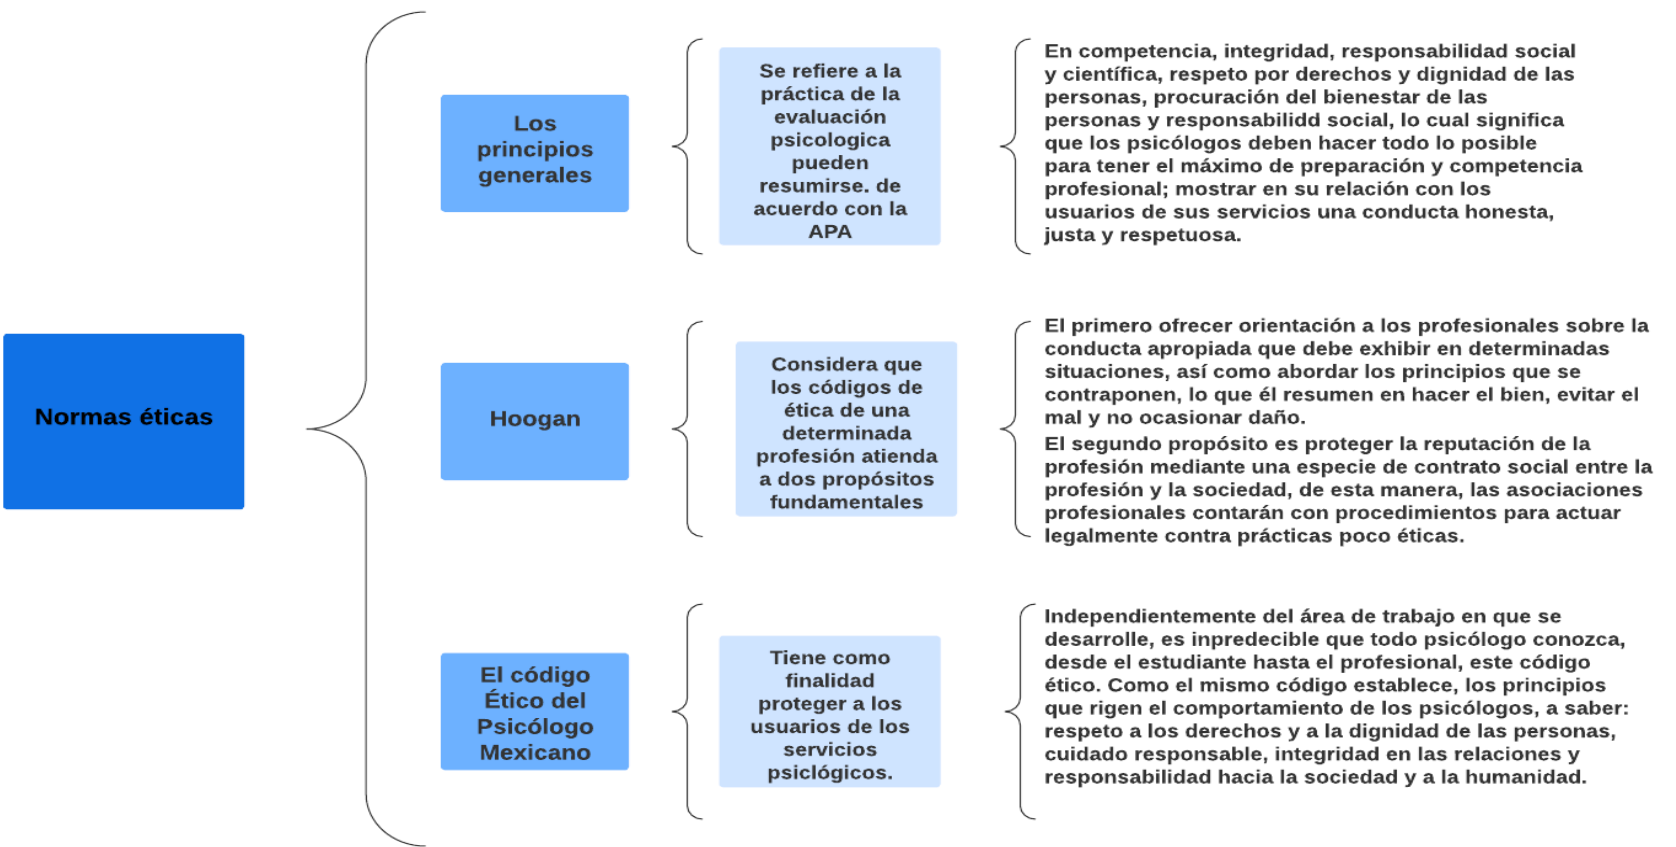 Normas éticas
Los
principios
generales
Se refiere a la
práctica de la
evaluación
psicologica
pueden
resumirse. de
acuerdo con la
APA
En competencia, integridad, responsabilidad social
y científica, respeto por derechos y dignidad de las
personas, procuración del bienestar de las
personas y responsabilidd social, lo cual significa
que los psicólogos deben hacer todo lo posible
para tener el máximo de preparación y competencia
profesional; mostrar en su relación con los
usuarios de sus servicios una conducta honesta,
justa y respetuosa.
Hoogan
Considera que
los códigos de
ética de una
determinada
profesión atienda
a dos propósitos
fundamentales
El primero ofrecer orientación a los profesionales sobre la
conducta apropiada que debe exhibir en determinadas
situaciones, así como abordar los principios que se
contraponen, lo que él resumen en hacer el bien, evitar el
mal y no ocasionar daño.
El segundo propósito es proteger la reputación de la
profesión mediante una especie de contrato social entre la
profesión y la sociedad, de esta manera, las asociaciones
profesionales contarán con procedimientos para actuar
legalmente contra prácticas poco éticas.
El código
Ético del
Psicólogo
Mexicano
Tiene como
finalidad
proteger a los
usuarios de los
servicios
psiclógicos.
Independientemente del área de trabajo en que se
desarrolle, es inpredecible que todo psicólogo conozca,
desde el estudiante hasta el profesional, este código
ético. Como el mismo código establece, los principios
que rigen el comportamiento de los psicólogos, a saber:
respeto a los derechos y a la dignidad de las personas,
cuidado responsable, integridad en las relaciones y
responsabilidad hacia la sociedad y a la humanidad.